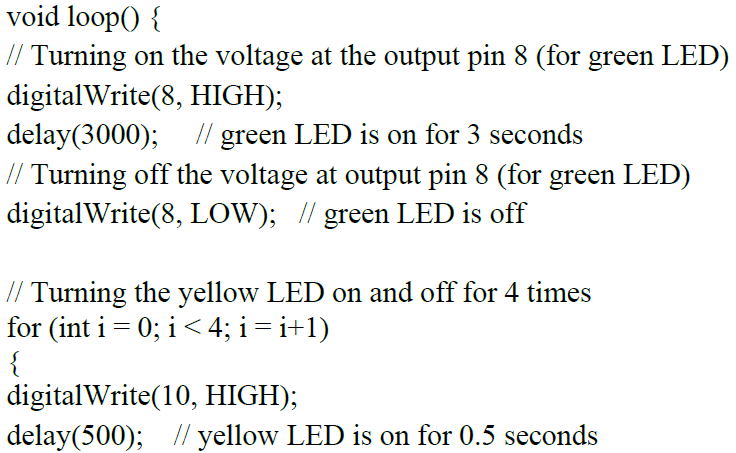 void loop() {
// Turning on the voltage at the output pin 8 (for green LED)
digitalWrite(8, HIGH);
delay(3000);     // green LED is on for 3 seconds
// Turning off the voltage at output pin 8 (for green LED)
digitalWrite(8, LOW);   // green LED is off
// Turning the yellow LED on and off for 4 times
for (int i = 0; i < 4; i = i+1)
{
digitalWrite(10, HIGH);
delay(500);    // yellow LED is on for 0.5 seconds